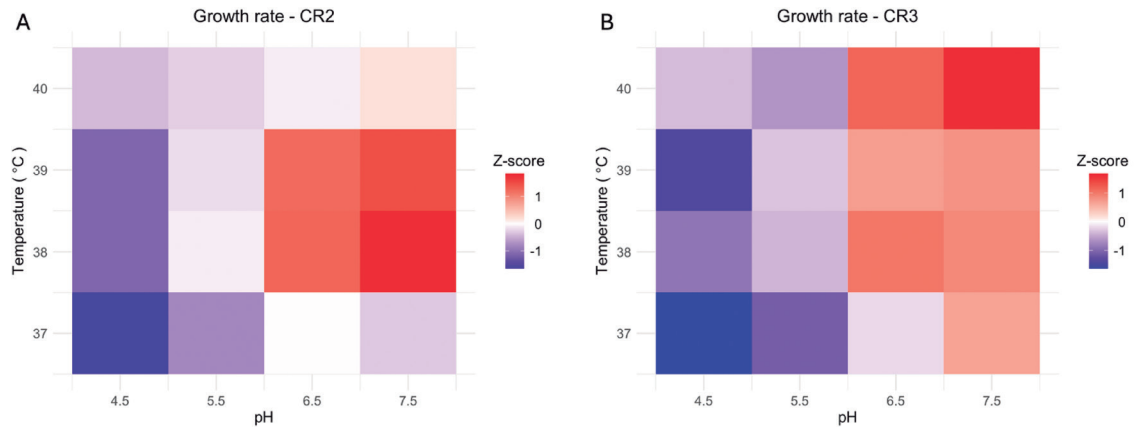 A
Growth rate - CR2
40
39
38
37
Temperature ( °C )
4.5 5.5 6.5 7.5
pH
Z-score
1
0
-1
B
Growth rate - CR3
40
39
38
37
Temperature ( °C )
4.5 5.5 6.5 7.5
pH
Z-score
1
0
-1